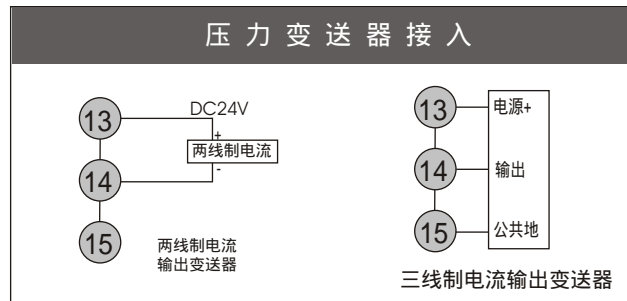 压力变送器接入
13
DC24V
+
两线制电流
-
14
15
两线制电流
输出变送器
13
电源+
14
输出
15
公共地
三线制电流输出变送器